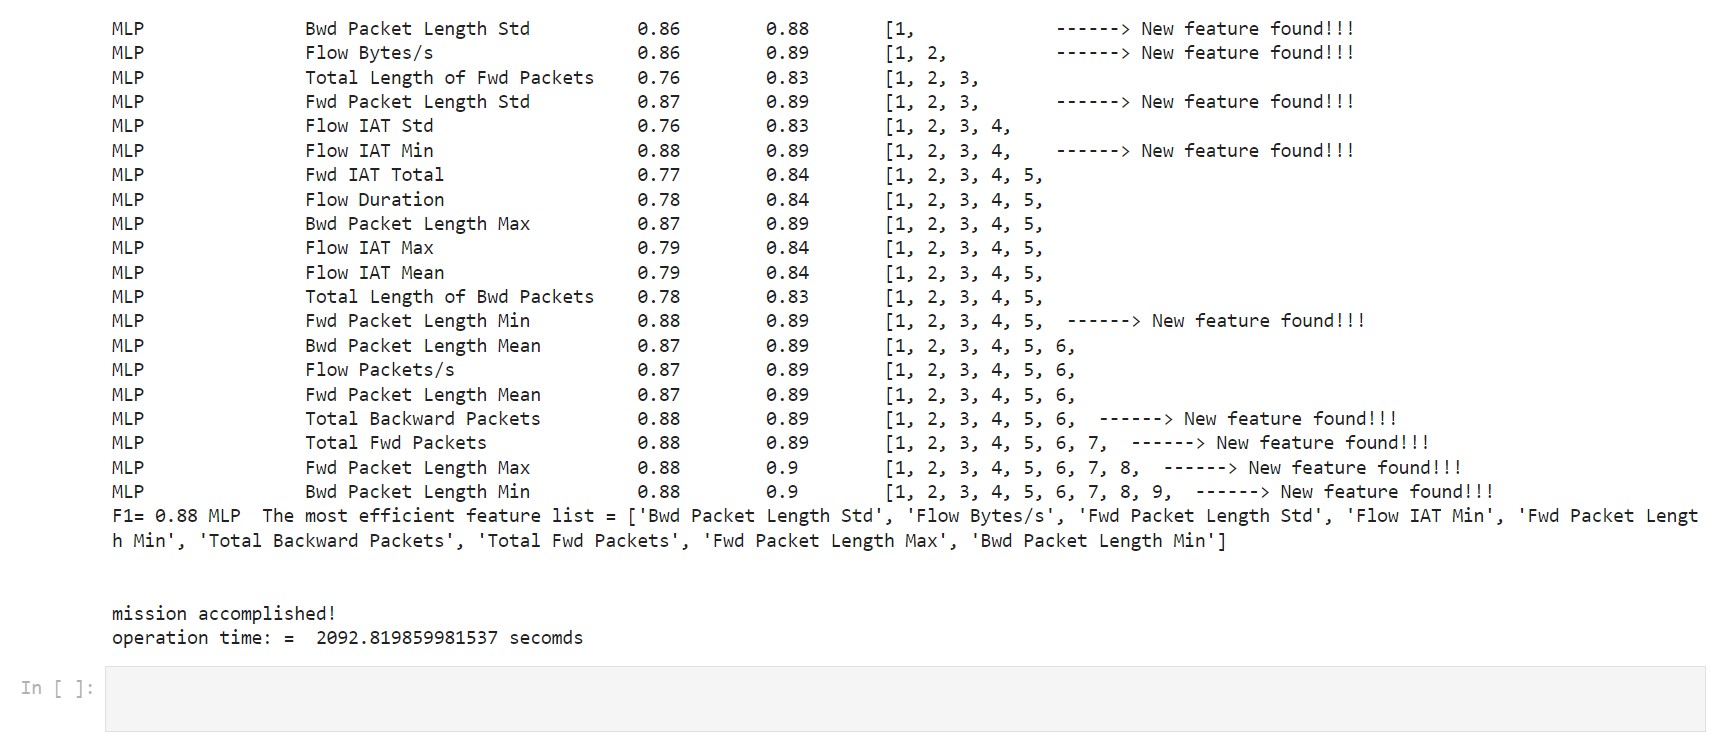 MLP Bwd Packet Length Std 0.86 0.88 [1, ------> New feature found!!!
MLP Flow Bytes/s 0.86 0.89 [1, 2, ------> New feature found!!!
MLP Total Length of Fwd Packets 0.76 0.83 [1, 2, 3,
MLP Fwd Packet Length Std 0.87 0.89 [1, 2, 3, ------> New feature found!!!
MLP Flow IAT Std 0.76 0.83 [1, 2, 3, 4,
MLP Flow IAT Min 0.88 0.89 [1, 2, 3, 4, ------> New feature found!!!
MLP Fwd IAT Total 0.77 0.84 [1, 2, 3, 4, 5,
MLP Flow Duration 0.78 0.84 [1, 2, 3, 4, 5,
MLP Bwd Packet Length Max 0.87 0.89 [1, 2, 3, 4, 5,
MLP Flow IAT Max 0.79 0.84 [1, 2, 3, 4, 5,
MLP Flow IAT Mean 0.79 0.84 [1, 2, 3, 4, 5,
MLP Total Length of Bwd Packets 0.78 0.83 [1, 2, 3, 4, 5,
MLP Fwd Packet Length Min 0.88 0.89 [1, 2, 3, 4, 5, ------> New feature found!!!
MLP Bwd Packet Length Mean 0.87 0.89 [1, 2, 3, 4, 5, 6,
MLP Flow Packets/s 0.87 0.89 [1, 2, 3, 4, 5, 6,
MLP Fwd Packet Length Mean 0.87 0.89 [1, 2, 3, 4, 5, 6,
MLP Total Backward Packets 0.88 0.89 [1, 2, 3, 4, 5, 6, ------> New feature found!!!
MLP Total Fwd Packets 0.88 0.89 [1, 2, 3, 4, 5, 6, 7, ------> New feature found!!!
MLP Fwd Packet Length Max 0.88 0.9 [1, 2, 3, 4, 5, 6, 7, 8, ------> New feature found!!!
MLP Bwd Packet Length Min 0.88 0.9 [1, 2, 3, 4, 5, 6, 7, 8, 9, ------> New feature found!!!
F1= 0.88 MLP The most efficient feature list = ['Bwd Packet Length Std', 'Flow Bytes/s', 'Fwd Packet Length Std', 'Flow IAT Min', 'Fwd Packet Lengt
h Min', 'Total Backward Packets', 'Total Fwd Packets', 'Fwd Packet Length Max', 'Bwd Packet Length Min']
mission accomplished!
operation time: = 2092.819859981537 secomds
In [ ]: